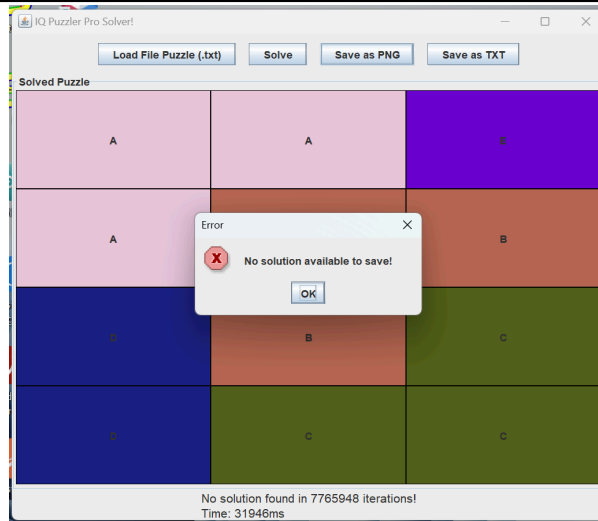 IQ Puzzler Pro Solver!
Load File Puzzle (.txt) Solve Save as PNG Save as TXT
Solved Puzzle
A A
A B
Error
No solution available to save!
OK
D B C
D C C
No solution found in 7765948 iterations!
Time: 31946ms